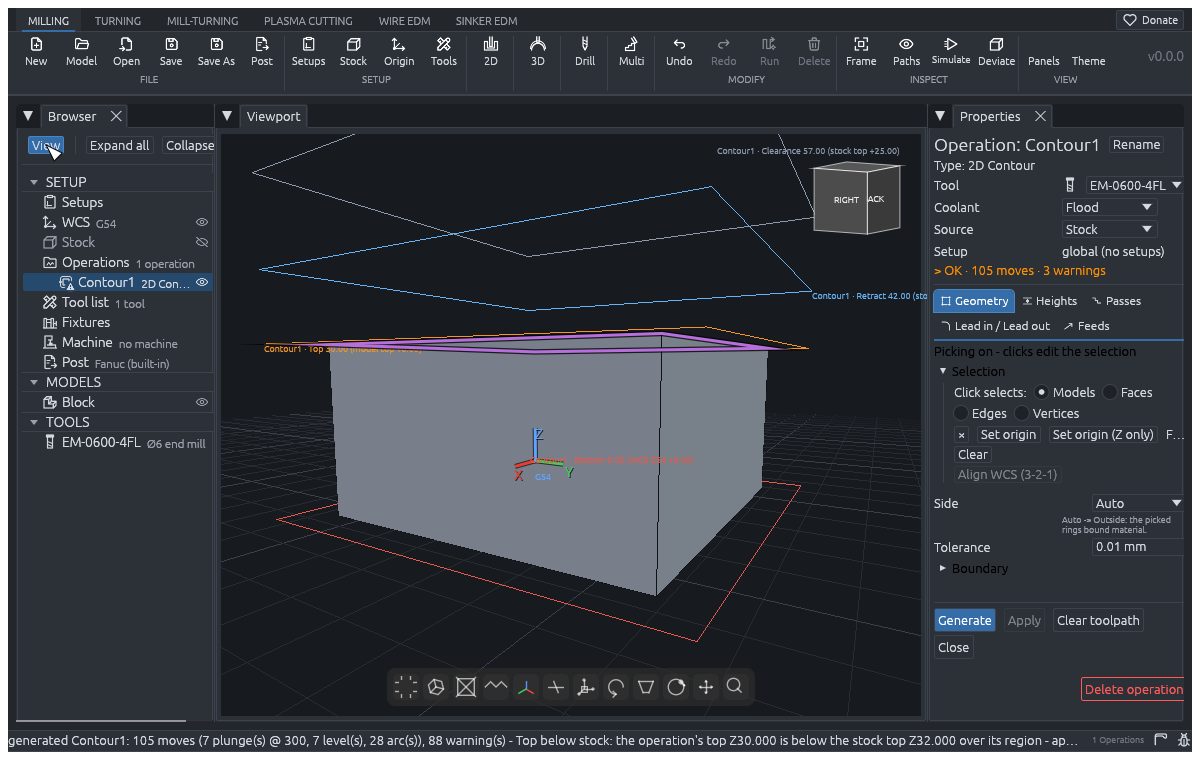 MILLING TURNING MILL-TURNING PLASMA CUTTING WIRE EDM SINKER EDM Donate
New Model Open Save Save As Post Setups Stock Origin Tools 2D 3D Drill Multi Undo Redo Run Delete Frame Paths Simulate Deviate Panels Theme v0.0.0
FILE SETUP MODIFY INSPECT VIEW
Browser
View Expand all Collapse
SETUP
Setups
WCS G54
Stock
Operations 1 operation
Contour1 2D Con...
Tool list 1 tool
Fixtures
Machine no machine
Post Fanuc (built-in)
MODELS
Block
TOOLS
EM-0600-4FL Ø6 end mill
Viewport
Contour1 · Clearance 57.00 (stock top +25.00)
RIGHT ACK
Contour1 · Retract 42.00 (sto
Contour1 · Top 30.00 (model top +0.00)
Z
X Y
G54
Properties
Operation: Contour1 Rename
Type: 2D Contour
Tool EM-0600-4FL
Coolant Flood
Source Stock
Setup global (no setups)
> OK · 105 moves · 3 warnings
Geometry Heights Passes
Lead in / Lead out Feeds
Picking on - clicks edit the selection
Selection
Click selects: Models Faces
Edges Vertices
× Set origin Set origin (Z only) F...
Clear
Align WCS (3-2-1)
Side Auto
Auto -> Outside: the picked
rings bound material.
Tolerance 0.01 mm
Boundary
Generate Apply Clear toolpath
Close
Delete operation
generated Contour1: 105 moves (7 plunge(s) @ 300, 7 level(s), 28 arc(s)), 88 warning(s) - Top below stock: the operation's top Z30.000 is below the stock top Z32.000 over its region - ap... 1 Operations